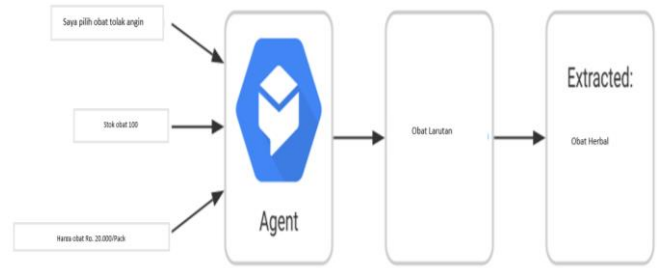 Saya pilih obat tolak angin
Stok obat 100
Harga obat Rp. 20.000/Pack
Agent
Obat Larutan
Extracted:
Obat Herbal